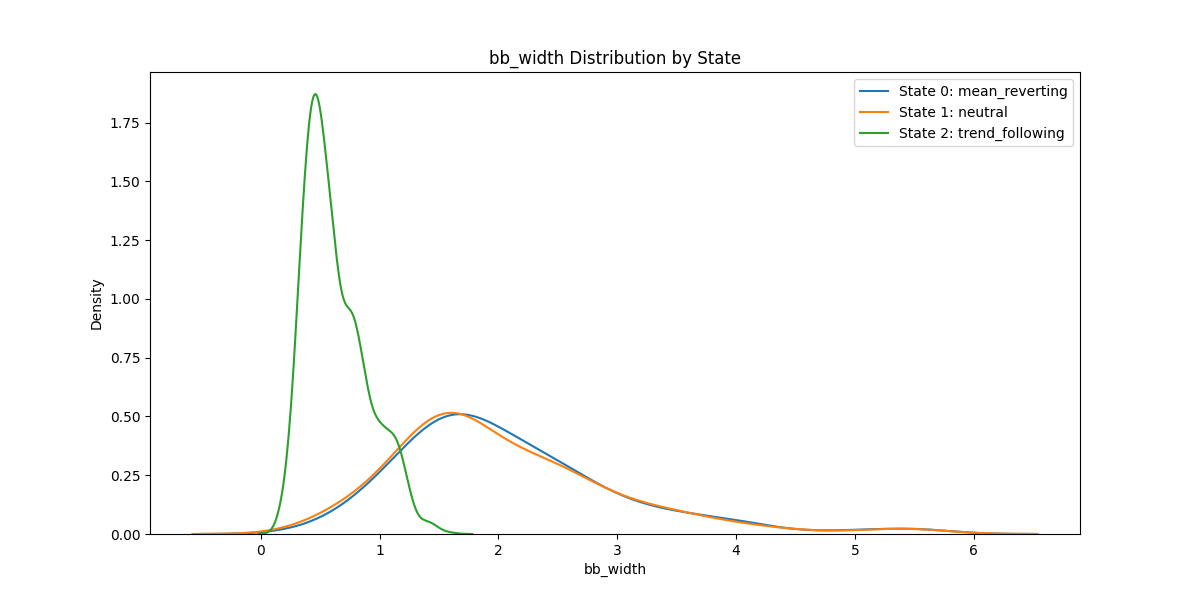 bb_width Distribution by State
State 0: mean_reverting
State 1: neutral
State 2: trend_following
Density
1.75
1.50
1.25
1.00
0.75
0.50
0.25
0.00
0 1 2 3 4 5 6
bb_width